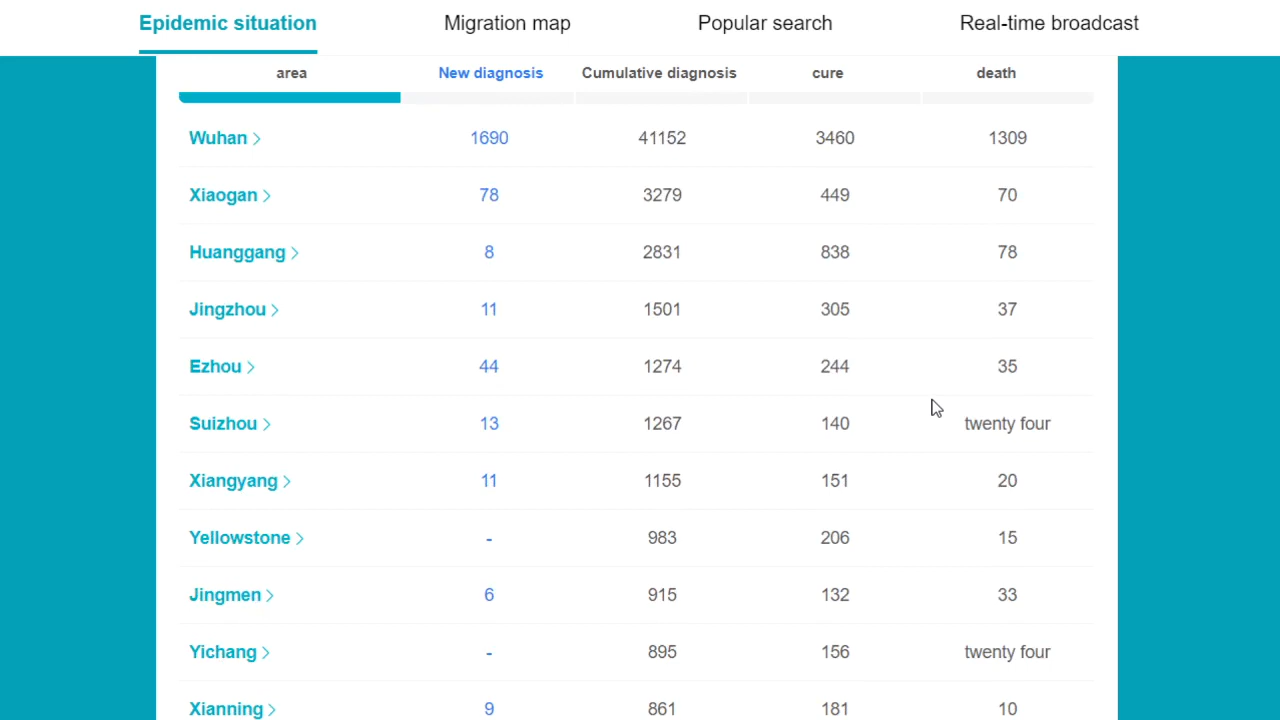 Epidemic situation Migration map Popular search Real-time broadcast
area New diagnosis Cumulative diagnosis cure death
Wuhan 1690 41152 3460 1309
Xiaogan 78 3279 449 70
Huanggang 8 2831 838 78
Jingzhou 11 1501 305 37
Ezhou 44 1274 244 35
Suizhou 13 1267 140 twenty four
Xiangyang 11 1155 151 20
Yellowstone - 983 206 15
Jingmen 6 915 132 33
Yichang - 895 156 twenty four
Xianning 9 861 181 10